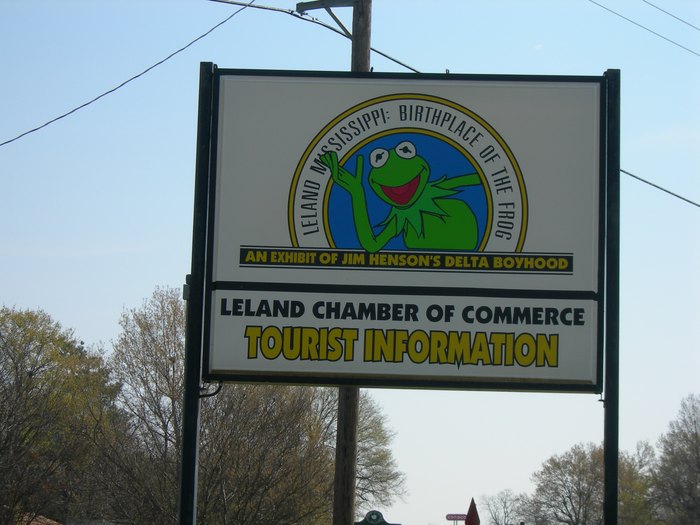 LELAND MISSISSIPPI: BIRTHPLACE OF THE FROG
AN EXHIBIT OF JIM HENSON'S DELTA BOYHOOD
LELAND CHAMBER OF COMMERCE
TOURIST INFORMATION